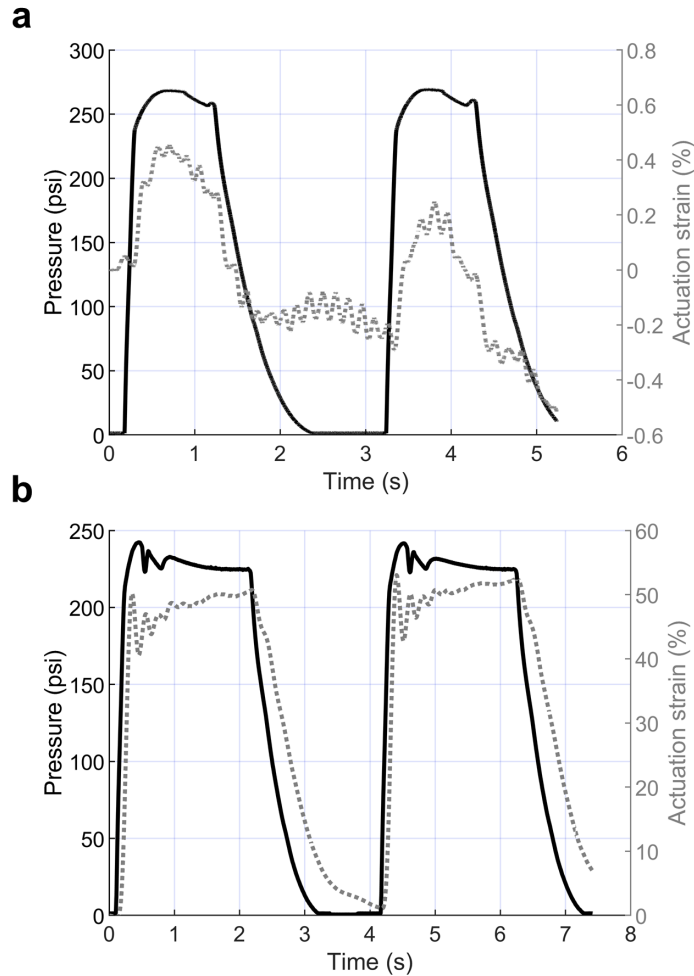 a
300
250
200
150
100
50
0
Pressure (psi)
0.8
0.6
0.4
0.2
0
-0.2
-0.4
-0.6
Actuation strain (%)
0 1 2 3 4 5 6
Time (s)
b
250
200
150
100
50
0
Pressure (psi)
60
50
40
30
20
10
0
Actuation strain (%)
0 1 2 3 4 5 6 7 8
Time (s)